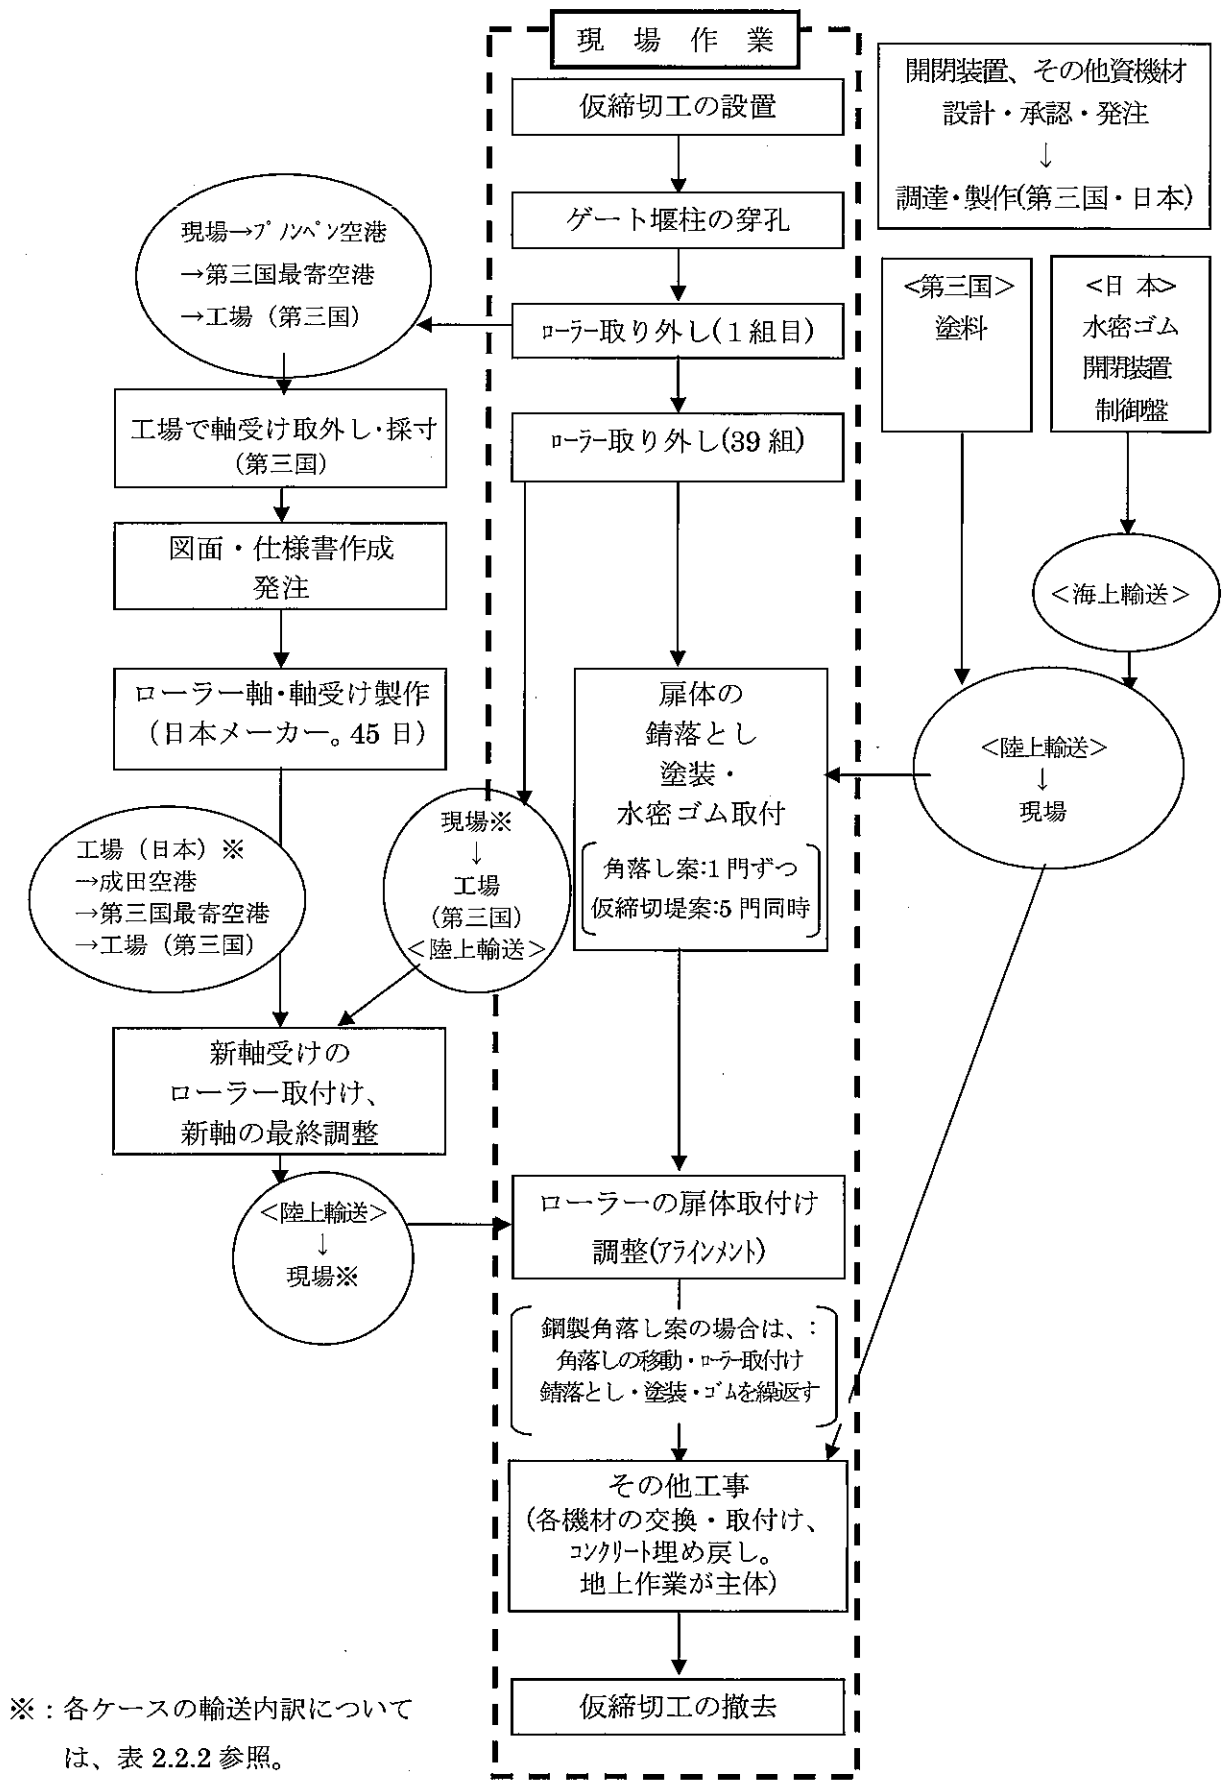 現場作業
仮締切工の設置
ゲート堰柱の穿孔
ローラー取り外し(１組目)
ローラー取り外し(39 組)
扉体の
錆落とし
塗装・
水密ゴム取付
角落し案:1 門ずつ
仮締切堤案:5 門同時
ローラーの扉体取付け
調整(アラインメント)
鋼製角落し案の場合は、:
角落しの移動・ローラー取付け
錆落とし・塗装・ゴムを繰返す
その他工事
(各機材の交換・取付け、
コンクリート埋め戻し。
地上作業が主体)
仮締切工の撤去
現場→プノンペン空港
→第三国最寄空港
→工場（第三国）
工場で軸受け取外し・採寸
(第三国)
図面・仕様書作成
発注
ローラー軸・軸受け製作
(日本メーカー。45 日)
工場（日本）※
→成田空港
→第三国最寄空港
→工場（第三国）
現場※
↓
工場
(第三国)
＜陸上輸送＞
新軸受けの
ローラー取付け、
新軸の最終調整
＜陸上輸送＞
↓
現場※
開閉装置、その他資機材
設計・承認・発注
↓
調達・製作(第三国・日本)
＜第三国＞
塗料
＜日 本＞
水密ゴム
開閉装置
制御盤
＜海上輸送＞
＜陸上輸送＞
↓
現場
※：各ケースの輸送内訳について
は、表 2.2.2 参照。